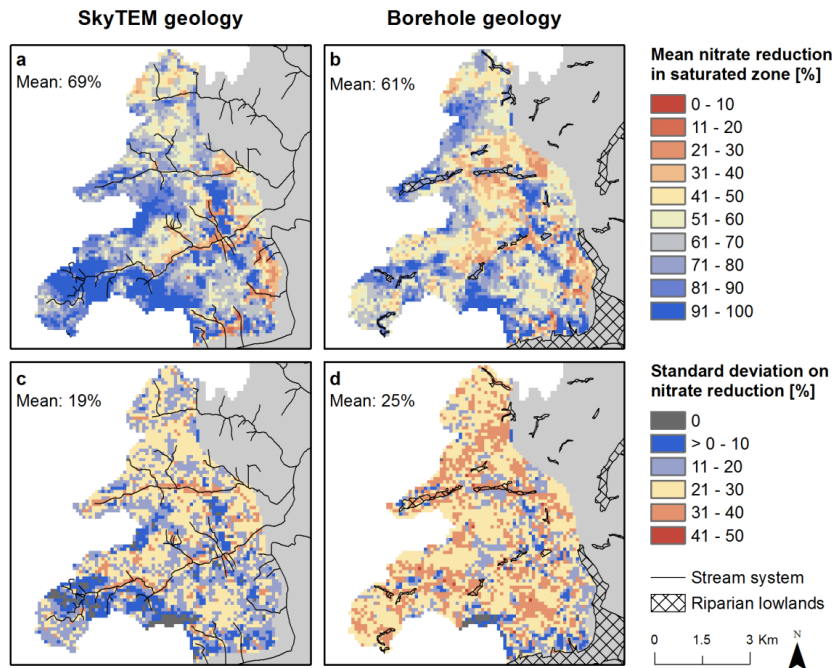 SkyTEM geology
Borehole geology
a
Mean: 69%
b
Mean: 61%
Mean nitrate reduction
in saturated zone [%]
0 - 10
11 - 20
21 - 30
31 - 40
41 - 50
51 - 60
61 - 70
71 - 80
81 - 90
91 - 100
c
Mean: 19%
d
Mean: 25%
Standard deviation on
nitrate reduction [%]
0
> 0 - 10
11 - 20
21 - 30
31 - 40
41 - 50
Stream system
Riparian lowlands
0 1.5 3 Km
N